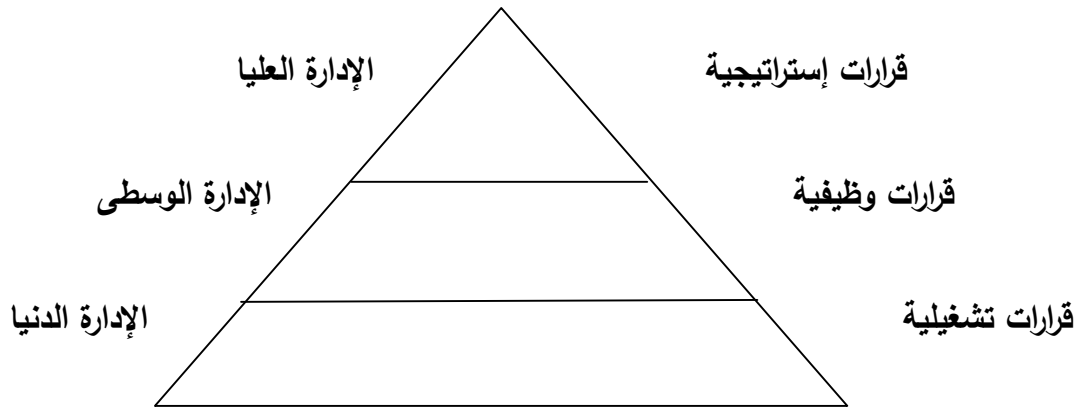 قرارات إستراتيجية
الإدارة العليا
قرارات وظيفية
الإدارة الوسطى
قرارات تشغيلية
الإدارة الدنيا